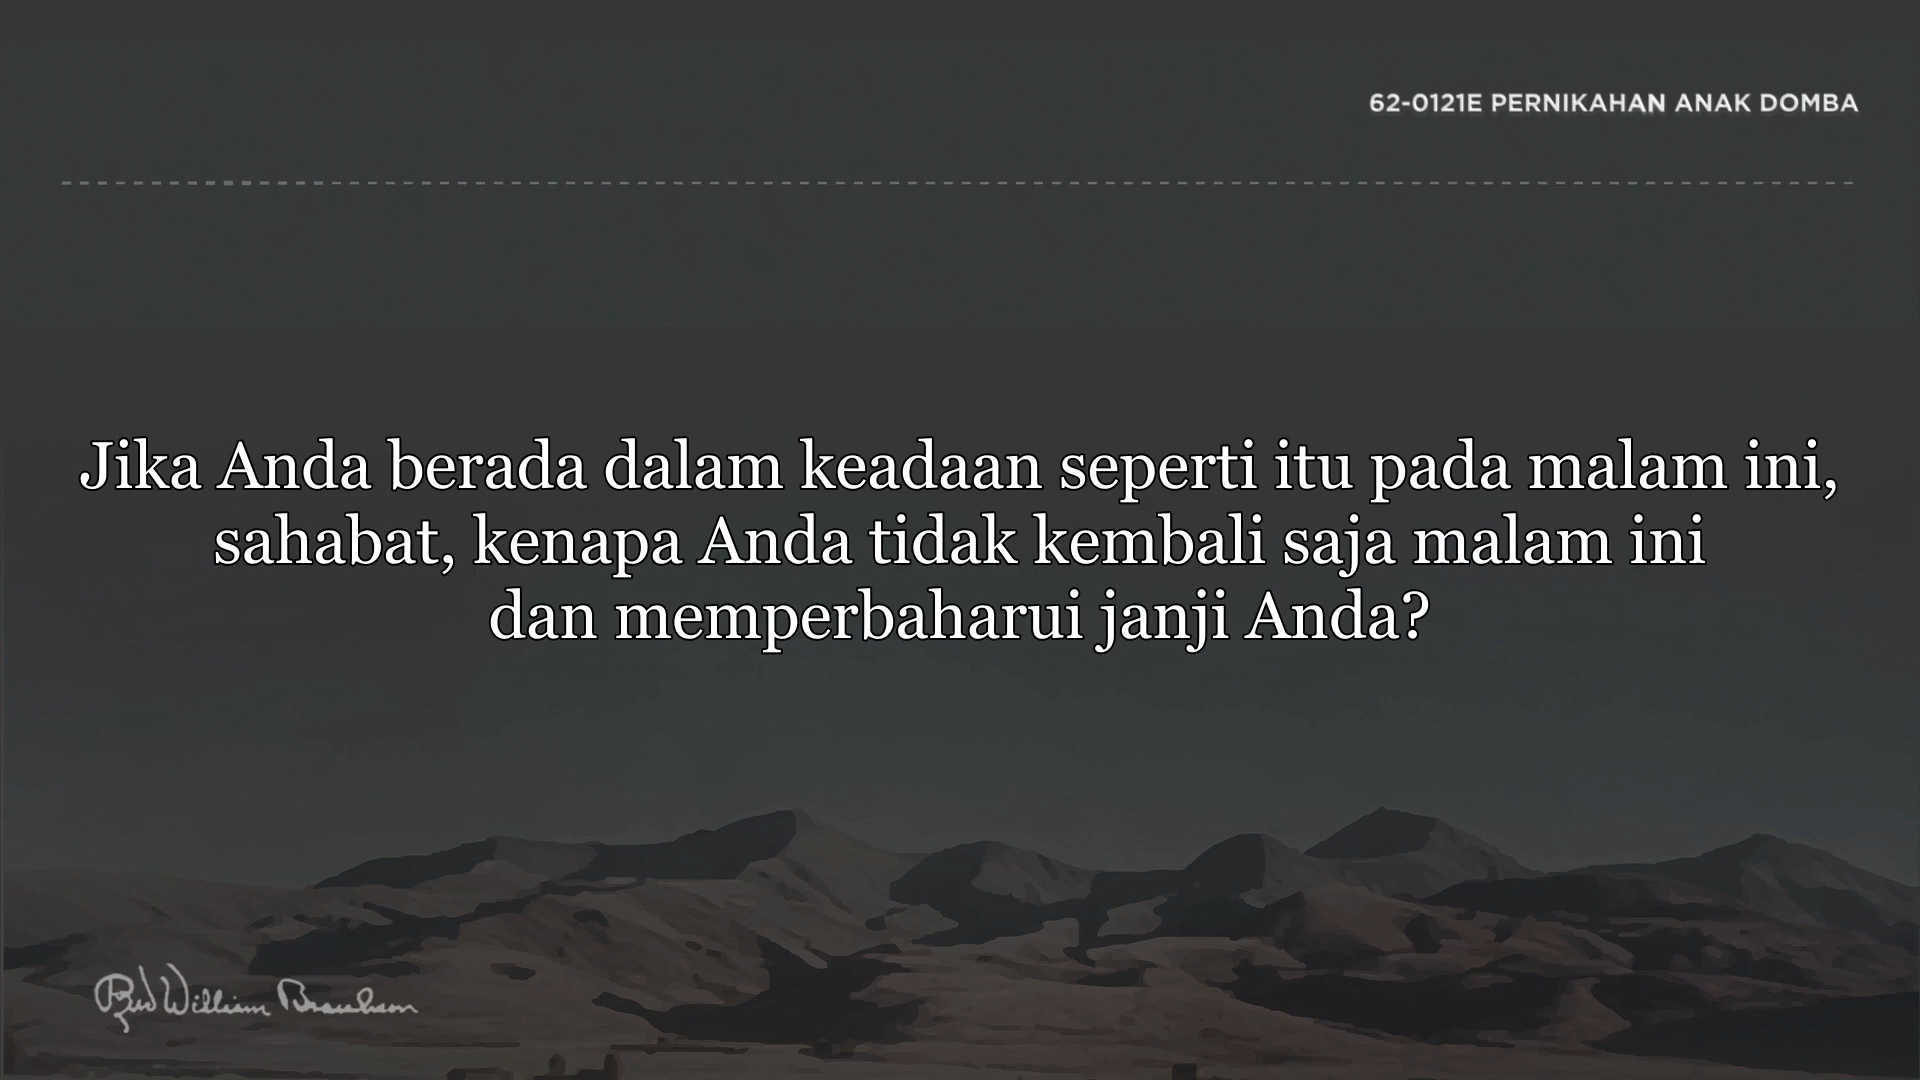 62-0121E PERNIKAHAN ANAK DOMBA
Jika Anda berada dalam keadaan seperti itu pada malam ini,
sahabat, kenapa Anda tidak kembali saja malam ini
dan memperbaharui janji Anda?
Rev William Branham